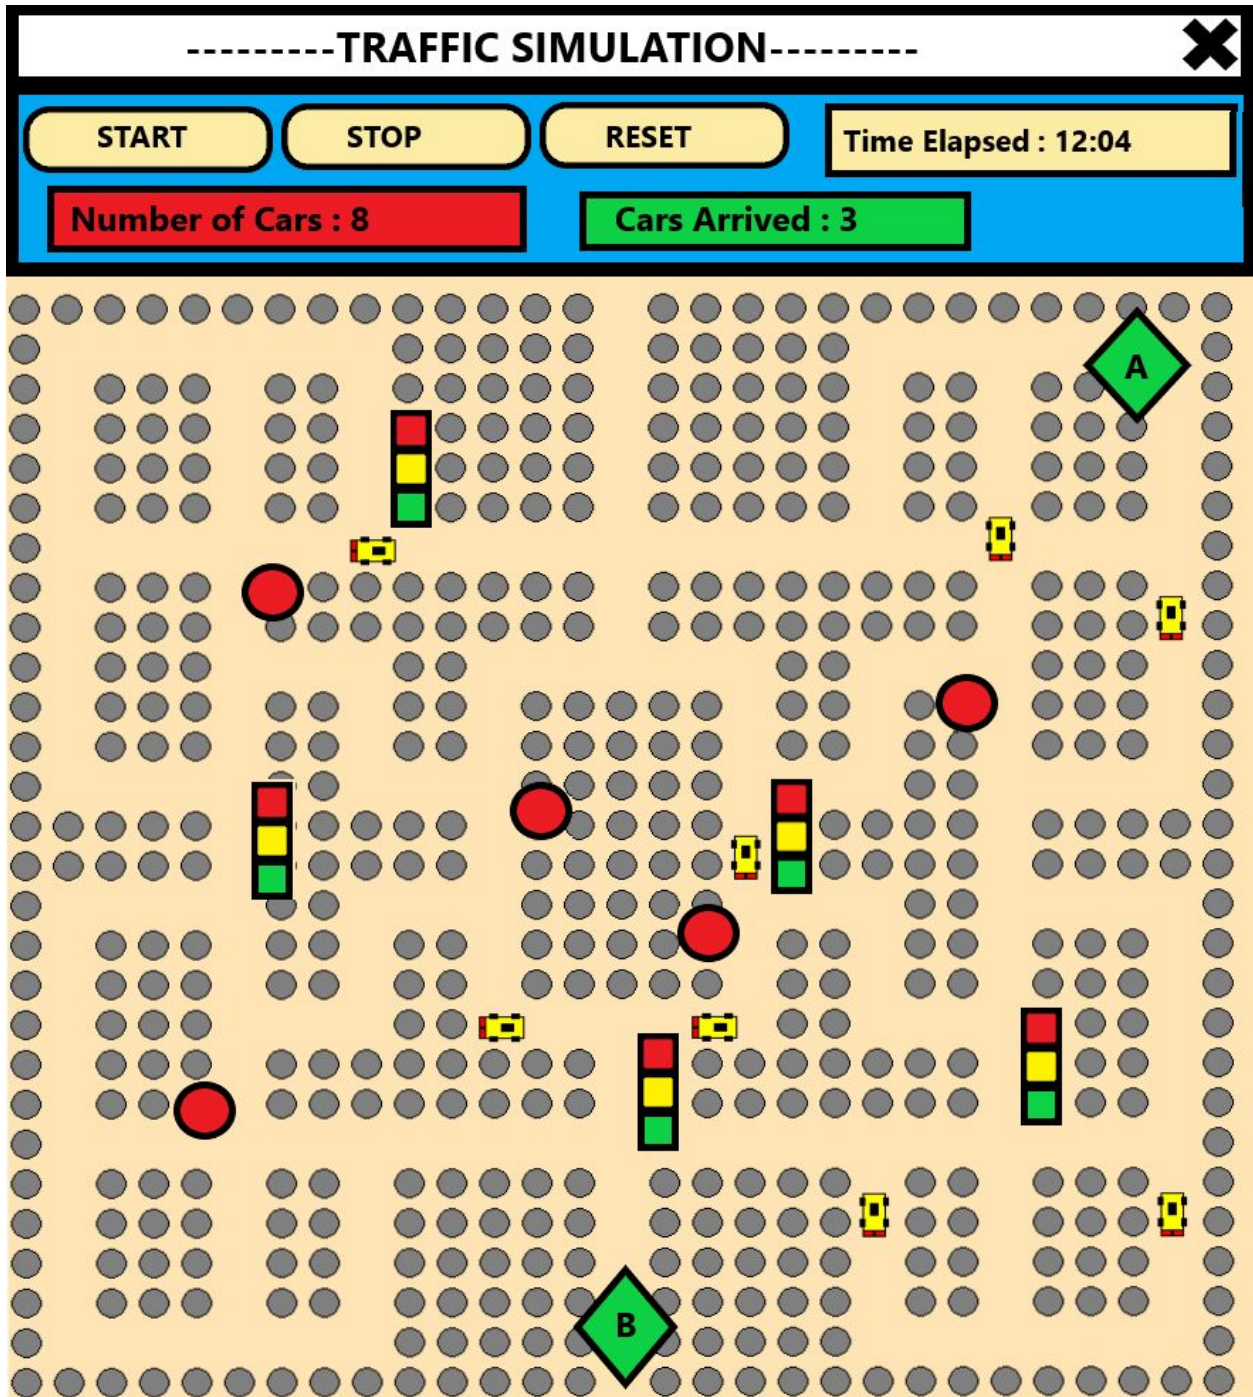 ---------TRAFFIC SIMULATION---------
START STOP RESET Time Elapsed : 12:04
Number of Cars : 8 Cars Arrived : 3
A
B